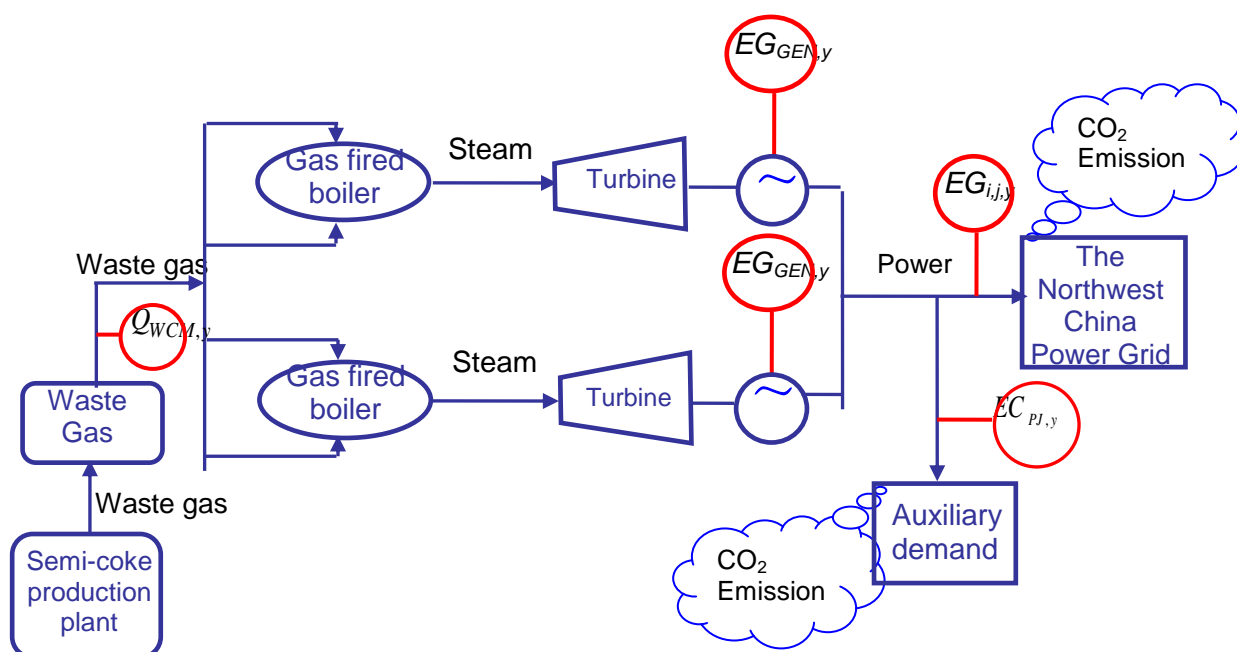 EG_GEN,y
CO₂
Emission
Gas fired
boiler
Steam
Turbine
~
EG_i,j,y
Waste gas
Q_WCM,y
EG_GEN,y
Power
The
Northwest
China
Power Grid
Gas fired
boiler
Steam
Turbine
~
Waste
Gas
EC_PJ,y
Waste gas
Semi-coke
production
plant
Auxiliary
demand
CO₂
Emission